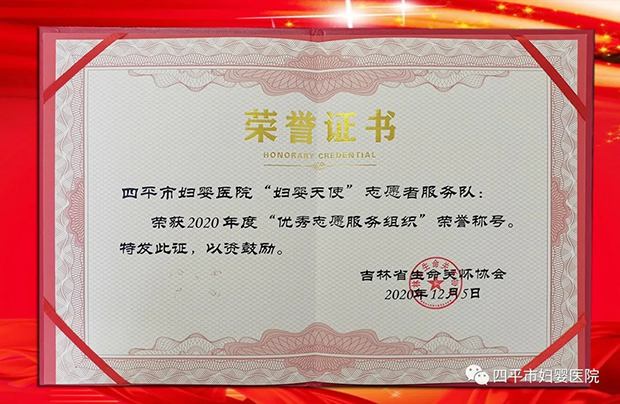 荣誉证书
HONORARY CREDENTIAL
四平市妇婴医院“妇婴天使”志愿者服务队：
荣获2020年度“优秀志愿服务组织”荣誉称号。
特发此证，以资鼓励。
吉林省生命关怀协会
2020年12月5日
四平市妇婴医院